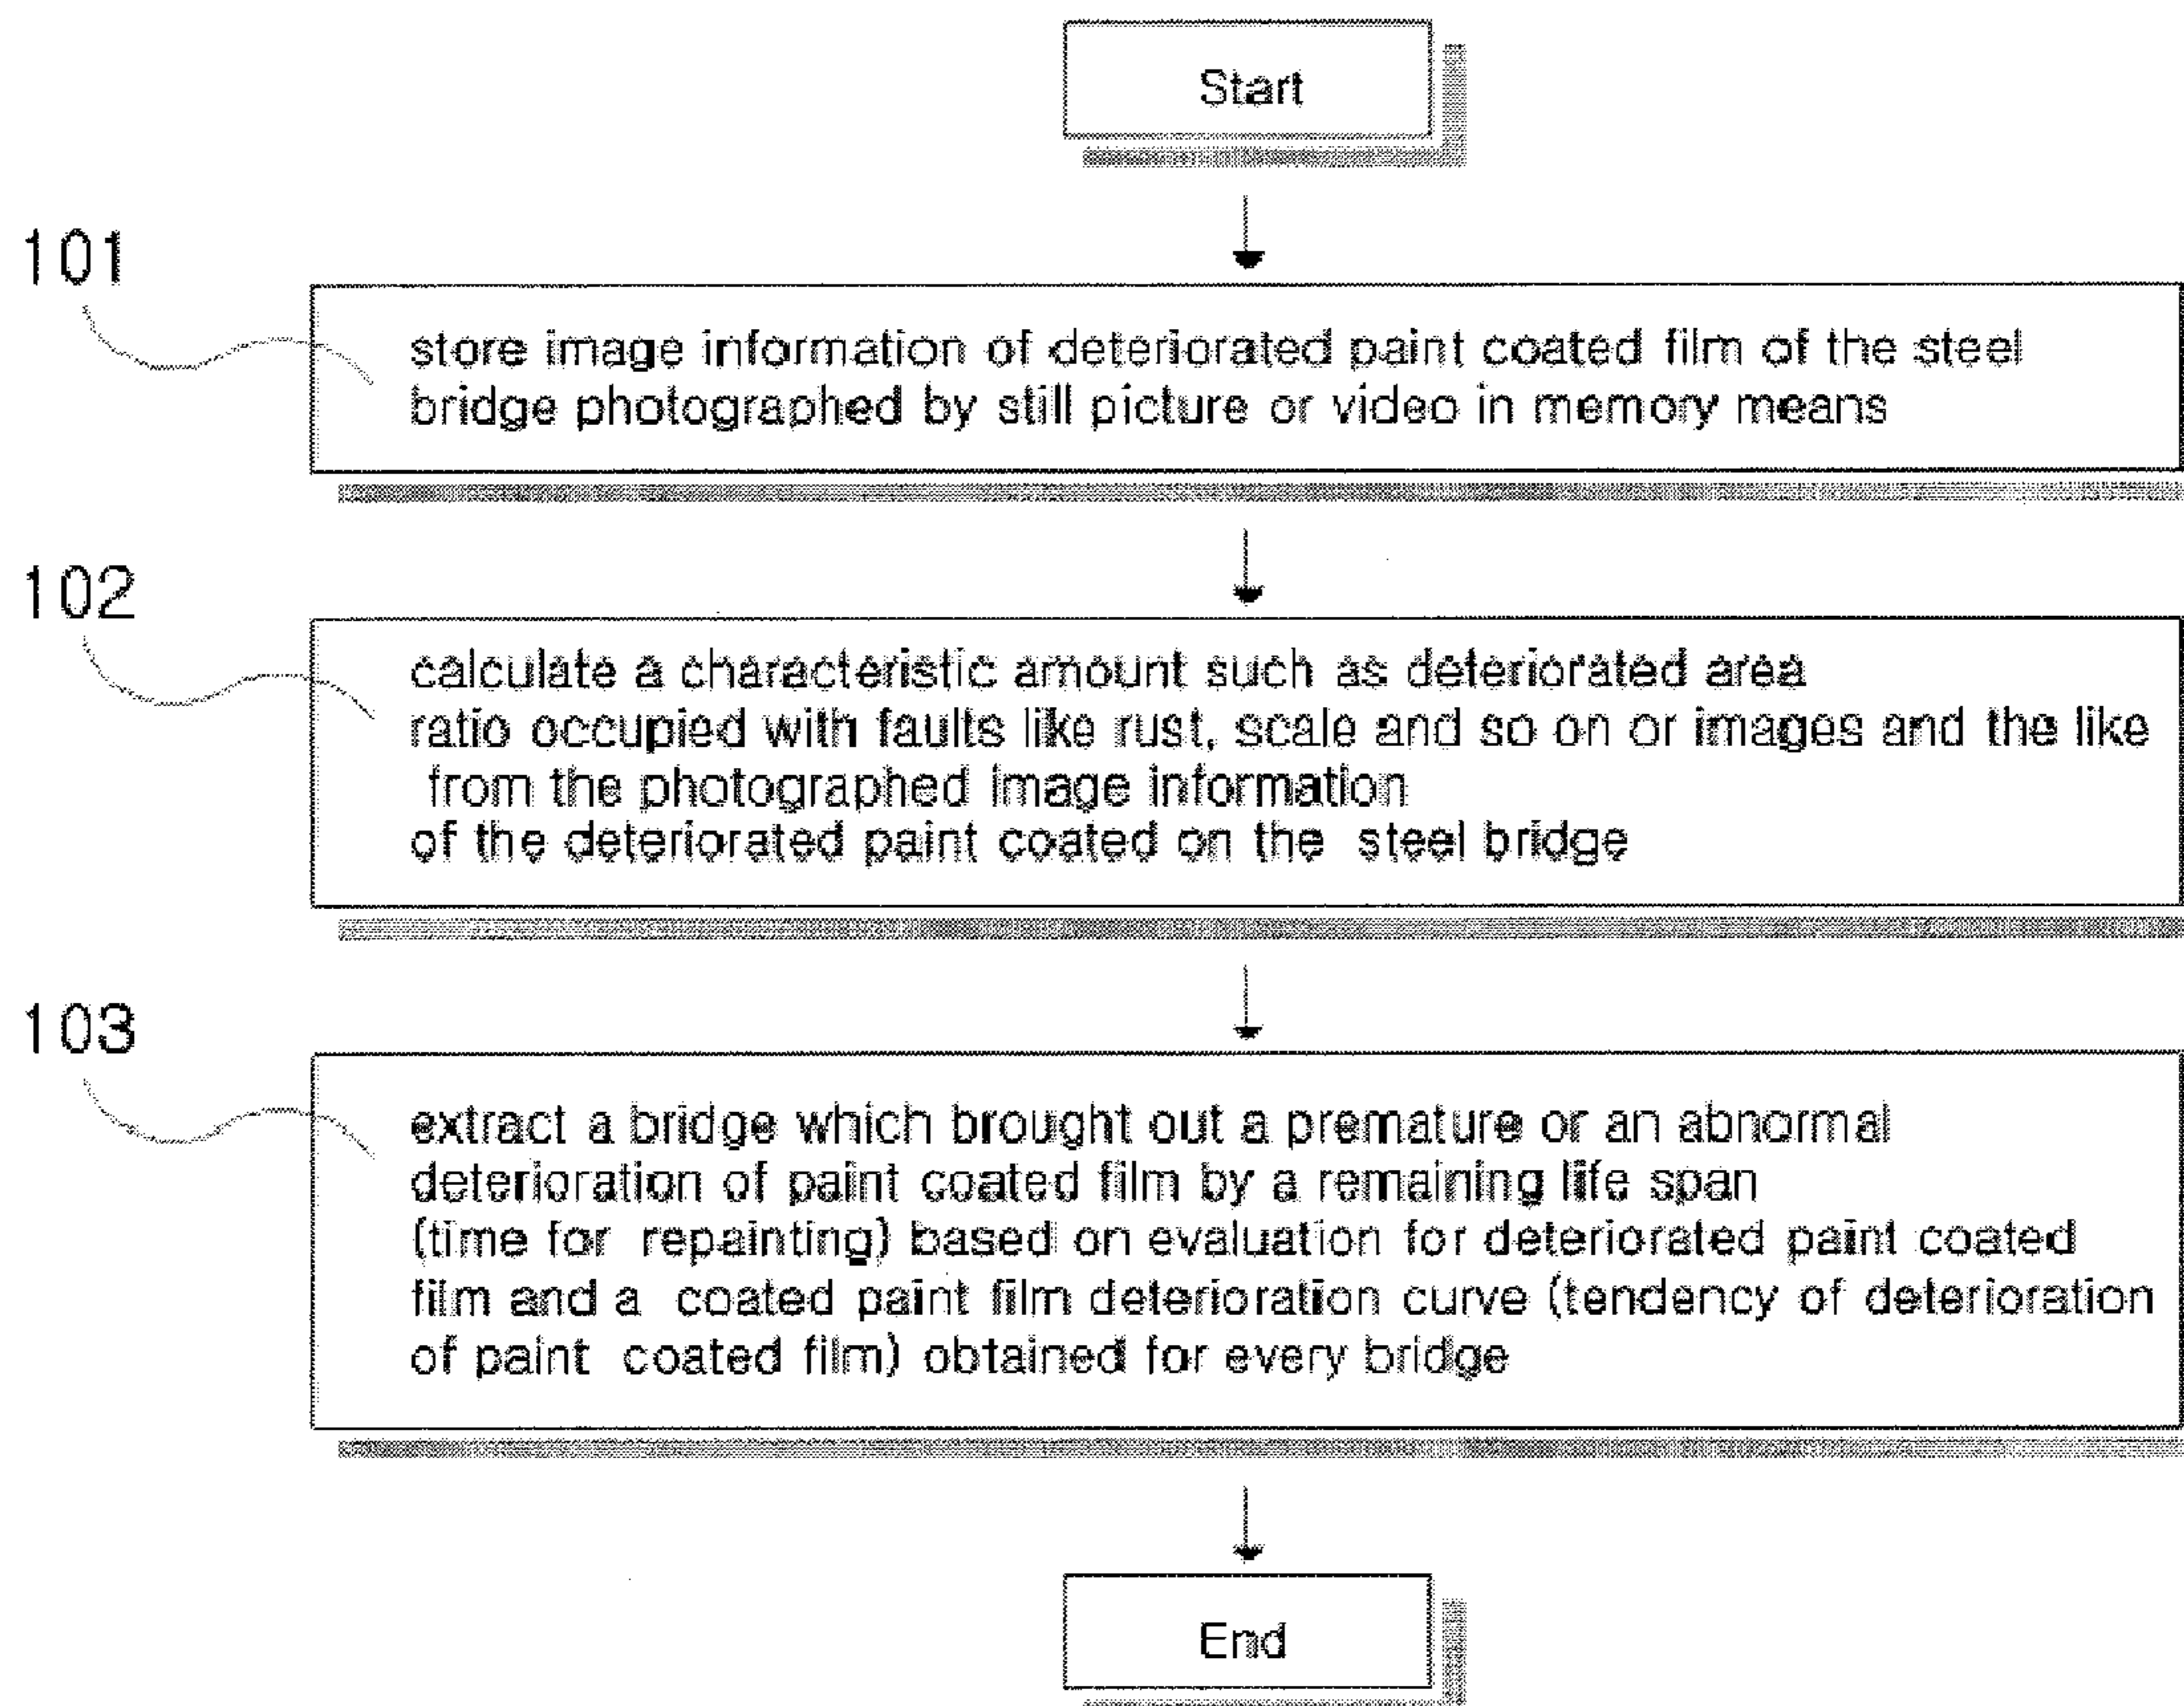 Start
101
store image information of deteriorated paint coated film of the steel
bridge photographed by still picture or video in memory means
102
calculate a characteristic amount such as deteriorated area
ratio occupied with faults like rust, scale and so on or images and the like
from the photographed image information
of the deteriorated paint coated on the steel bridge
103
extract a bridge which brought out a premature or an abnormal
deterioration of paint coated film by a remaining life span
(time for repainting) based on evaluation for deteriorated paint coated
film and a coated paint film deterioration curve (tendency of deterioration
of paint coated film) obtained for every bridge
End